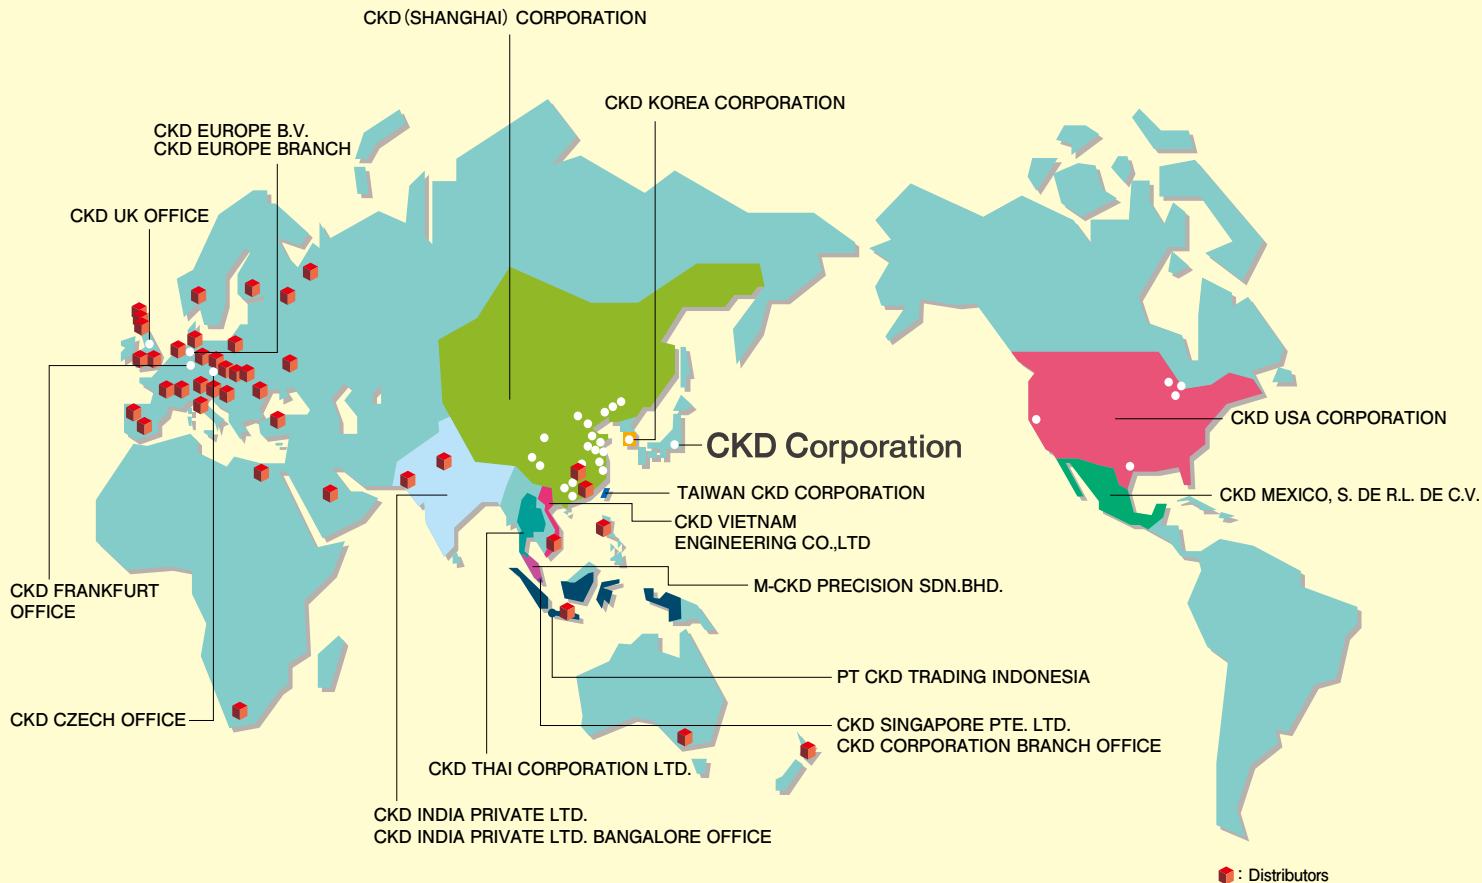 CKD(SHANGHAI) CORPORATION
CKD KOREA CORPORATION
CKD EUROPE B.V.
CKD EUROPE BRANCH
CKD UK OFFICE
CKD USA CORPORATION
CKD Corporation
TAIWAN CKD CORPORATION
CKD MEXICO, S. DE R.L. DE C.V.
CKD VIETNAM
ENGINEERING CO.,LTD
M-CKD PRECISION SDN.BHD.
CKD FRANKFURT
OFFICE
PT CKD TRADING INDONESIA
CKD CZECH OFFICE
CKD SINGAPORE PTE. LTD.
CKD CORPORATION BRANCH OFFICE
CKD THAI CORPORATION LTD.
CKD INDIA PRIVATE LTD.
CKD INDIA PRIVATE LTD. BANGALORE OFFICE
: Distributors